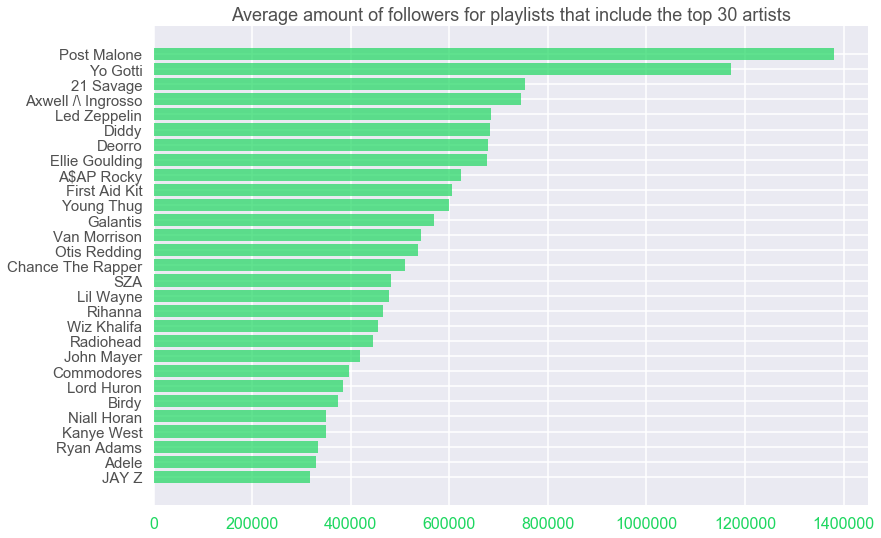 Average amount of followers for playlists that include the top 30 artists
Post Malone
Yo Gotti
21 Savage
Axwell /\ Ingrosso
Led Zeppelin
Diddy
Deorro
Ellie Goulding
A$AP Rocky
First Aid Kit
Young Thug
Galantis
Van Morrison
Otis Redding
Chance The Rapper
SZA
Lil Wayne
Rihanna
Wiz Khalifa
Radiohead
John Mayer
Commodores
Lord Huron
Birdy
Niall Horan
Kanye West
Ryan Adams
Adele
JAY Z
0 200000 400000 600000 800000 1000000 1200000 1400000